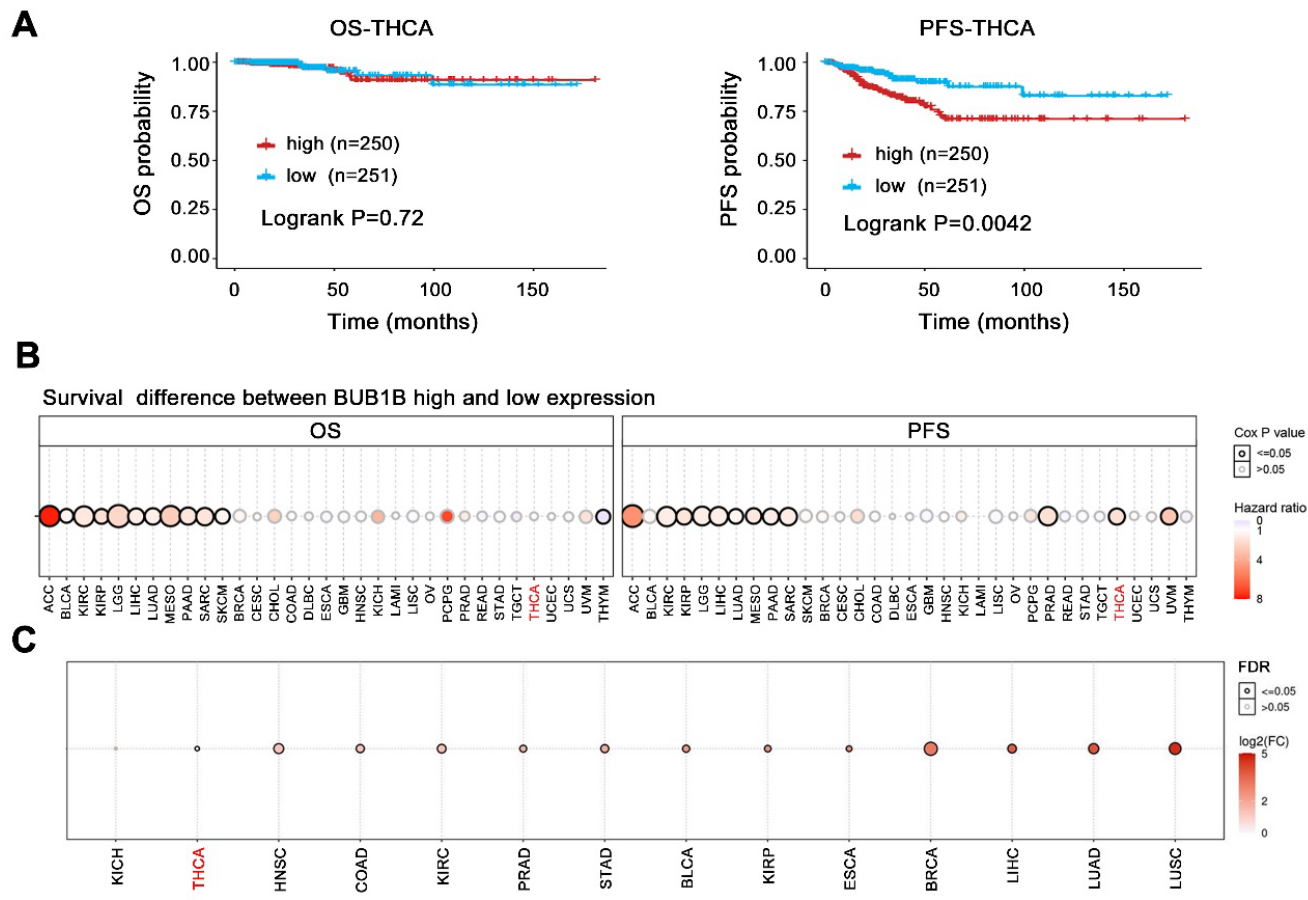 A
OS-THCA
PFS-THCA
OS probability
1.00
0.75
0.50
0.25
0.00
high (n=250)
low (n=251)
Logrank P=0.72
0 50 100 150
Time (months)
PFS probability
1.00
0.75
0.50
0.25
0.00
high (n=250)
low (n=251)
Logrank P=0.0042
0 50 100 150
Time (months)
B
Survival difference between BUB1B high and low expression
OS
PFS
ACC BLCA KIRC KIRP LGG LIHC LUAD MESO PAAD SARC SKCM BRCA CESC CHOL COAD DLBC ESCA GBM HNSC KICH LAMI LISC OV PCPG PRAD READ STAD TGCT THCA UCEC UCS UVM THYM
ACC BLCA KIRC KIRP LGG LIHC LUAD MESO PAAD SARC SKCM BRCA CESC CHOL COAD DLBC ESCA GBM HNSC KICH LAMI LISC OV PCPG PRAD READ STAD TGCT THCA UCEC UCS UVM THYM
Cox P value
<=0.05
>0.05
Hazard ratio
0
1
4
8
C
KICH THCA HNSC COAD KIRC PRAD STAD BLCA KIRP ESCA BRCA LIHC LUAD LUSC
FDR
<=0.05
>0.05
log2(FC)
5
2
0